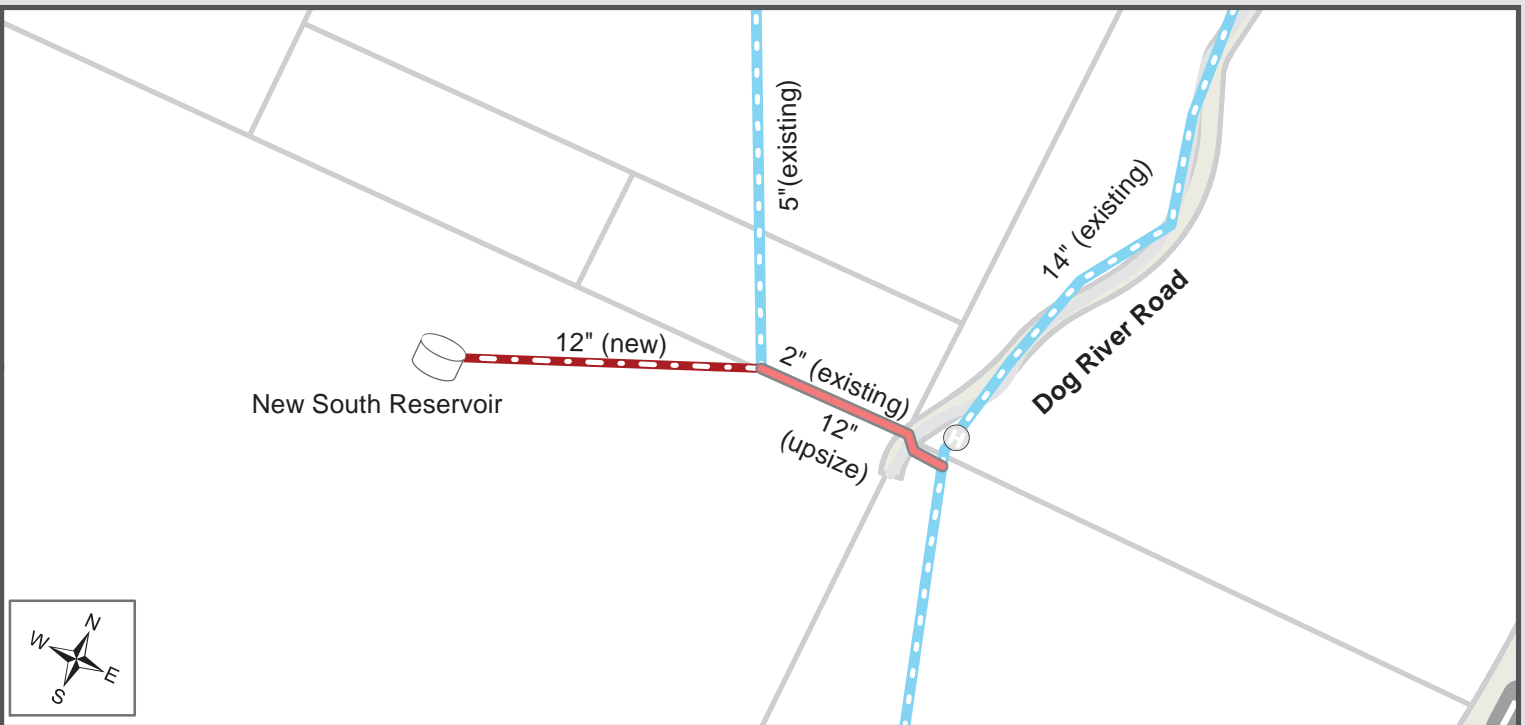 5"(existing)
14" (existing)
Dog River Road
12" (new)
2" (existing)
12"
(upsize)
New South Reservoir
H
N
W
E
S